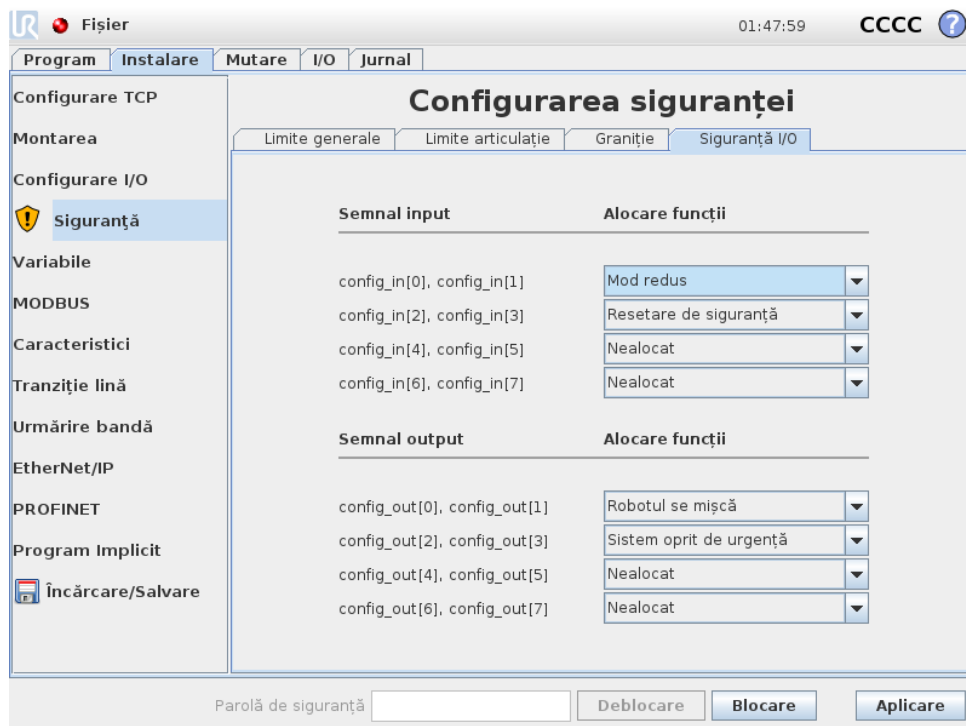 UR Fișier 01:47:59 CCCC ?
Program Instalare Mutare I/O Jurnal
Configurare TCP
Montarea
Configurare I/O
Siguranţă
Variabile
MODBUS
Caracteristici
Tranziție lină
Urmărire bandă
EtherNet/IP
PROFINET
Program Implicit
Încărcare/Salvare
Configurarea siguranței
Limite generale Limite articulație Graniție Siguranță I/O
Semnal input Alocare funcții
config_in[0], config_in[1] Mod redus
config_in[2], config_in[3] Resetare de siguranță
config_in[4], config_in[5] Nealocat
config_in[6], config_in[7] Nealocat
Semnal output Alocare funcții
config_out[0], config_out[1] Robotul se mișcă
config_out[2], config_out[3] Sistem oprit de urgență
config_out[4], config_out[5] Nealocat
config_out[6], config_out[7] Nealocat
Parolă de siguranță Deblocare Blocare Aplicare